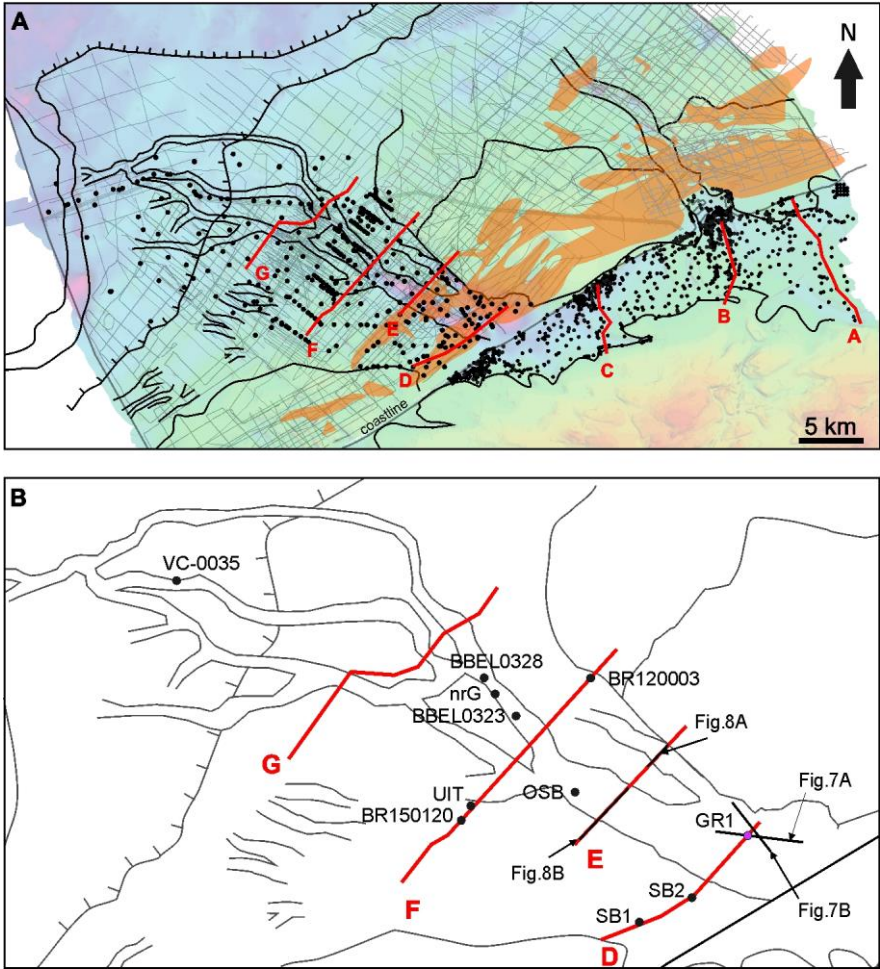 A
N
G
F
E
D
C
B
A
coastline
5 km
B
VC-0035
BBEL0328
nrG
BBEL0323
BR120003
Fig.8A
G
UIT
OSB
BR150120
Fig.7A
GR1
E
Fig.8B
F
SB2
SB1
Fig.7B
D